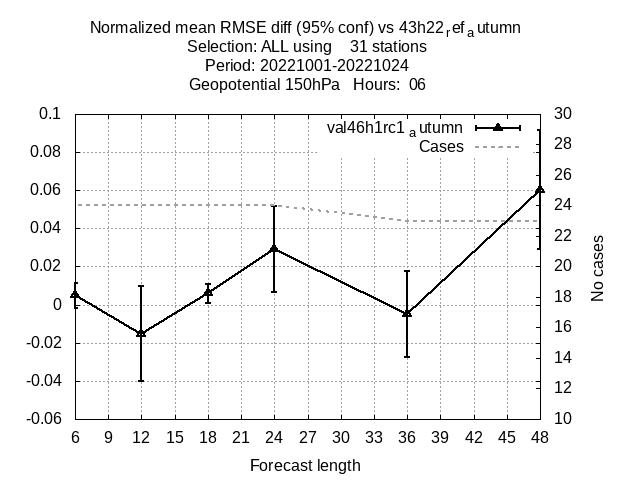 Normalized mean RMSE diff (95% conf) vs 43h22refautumn
Selection: ALL using 31 stations
Period: 20221001-20221024
Geopotential 150hPa Hours: 06
val46h1rc1autumn
Cases
0.1
0.08
0.06
0.04
0.02
0
-0.02
-0.04
-0.06
30
28
26
24
22
20
18
16
14
12
10
No cases
6 9 12 15 18 21 24 27 30 33 36 39 42 45 48
Forecast length